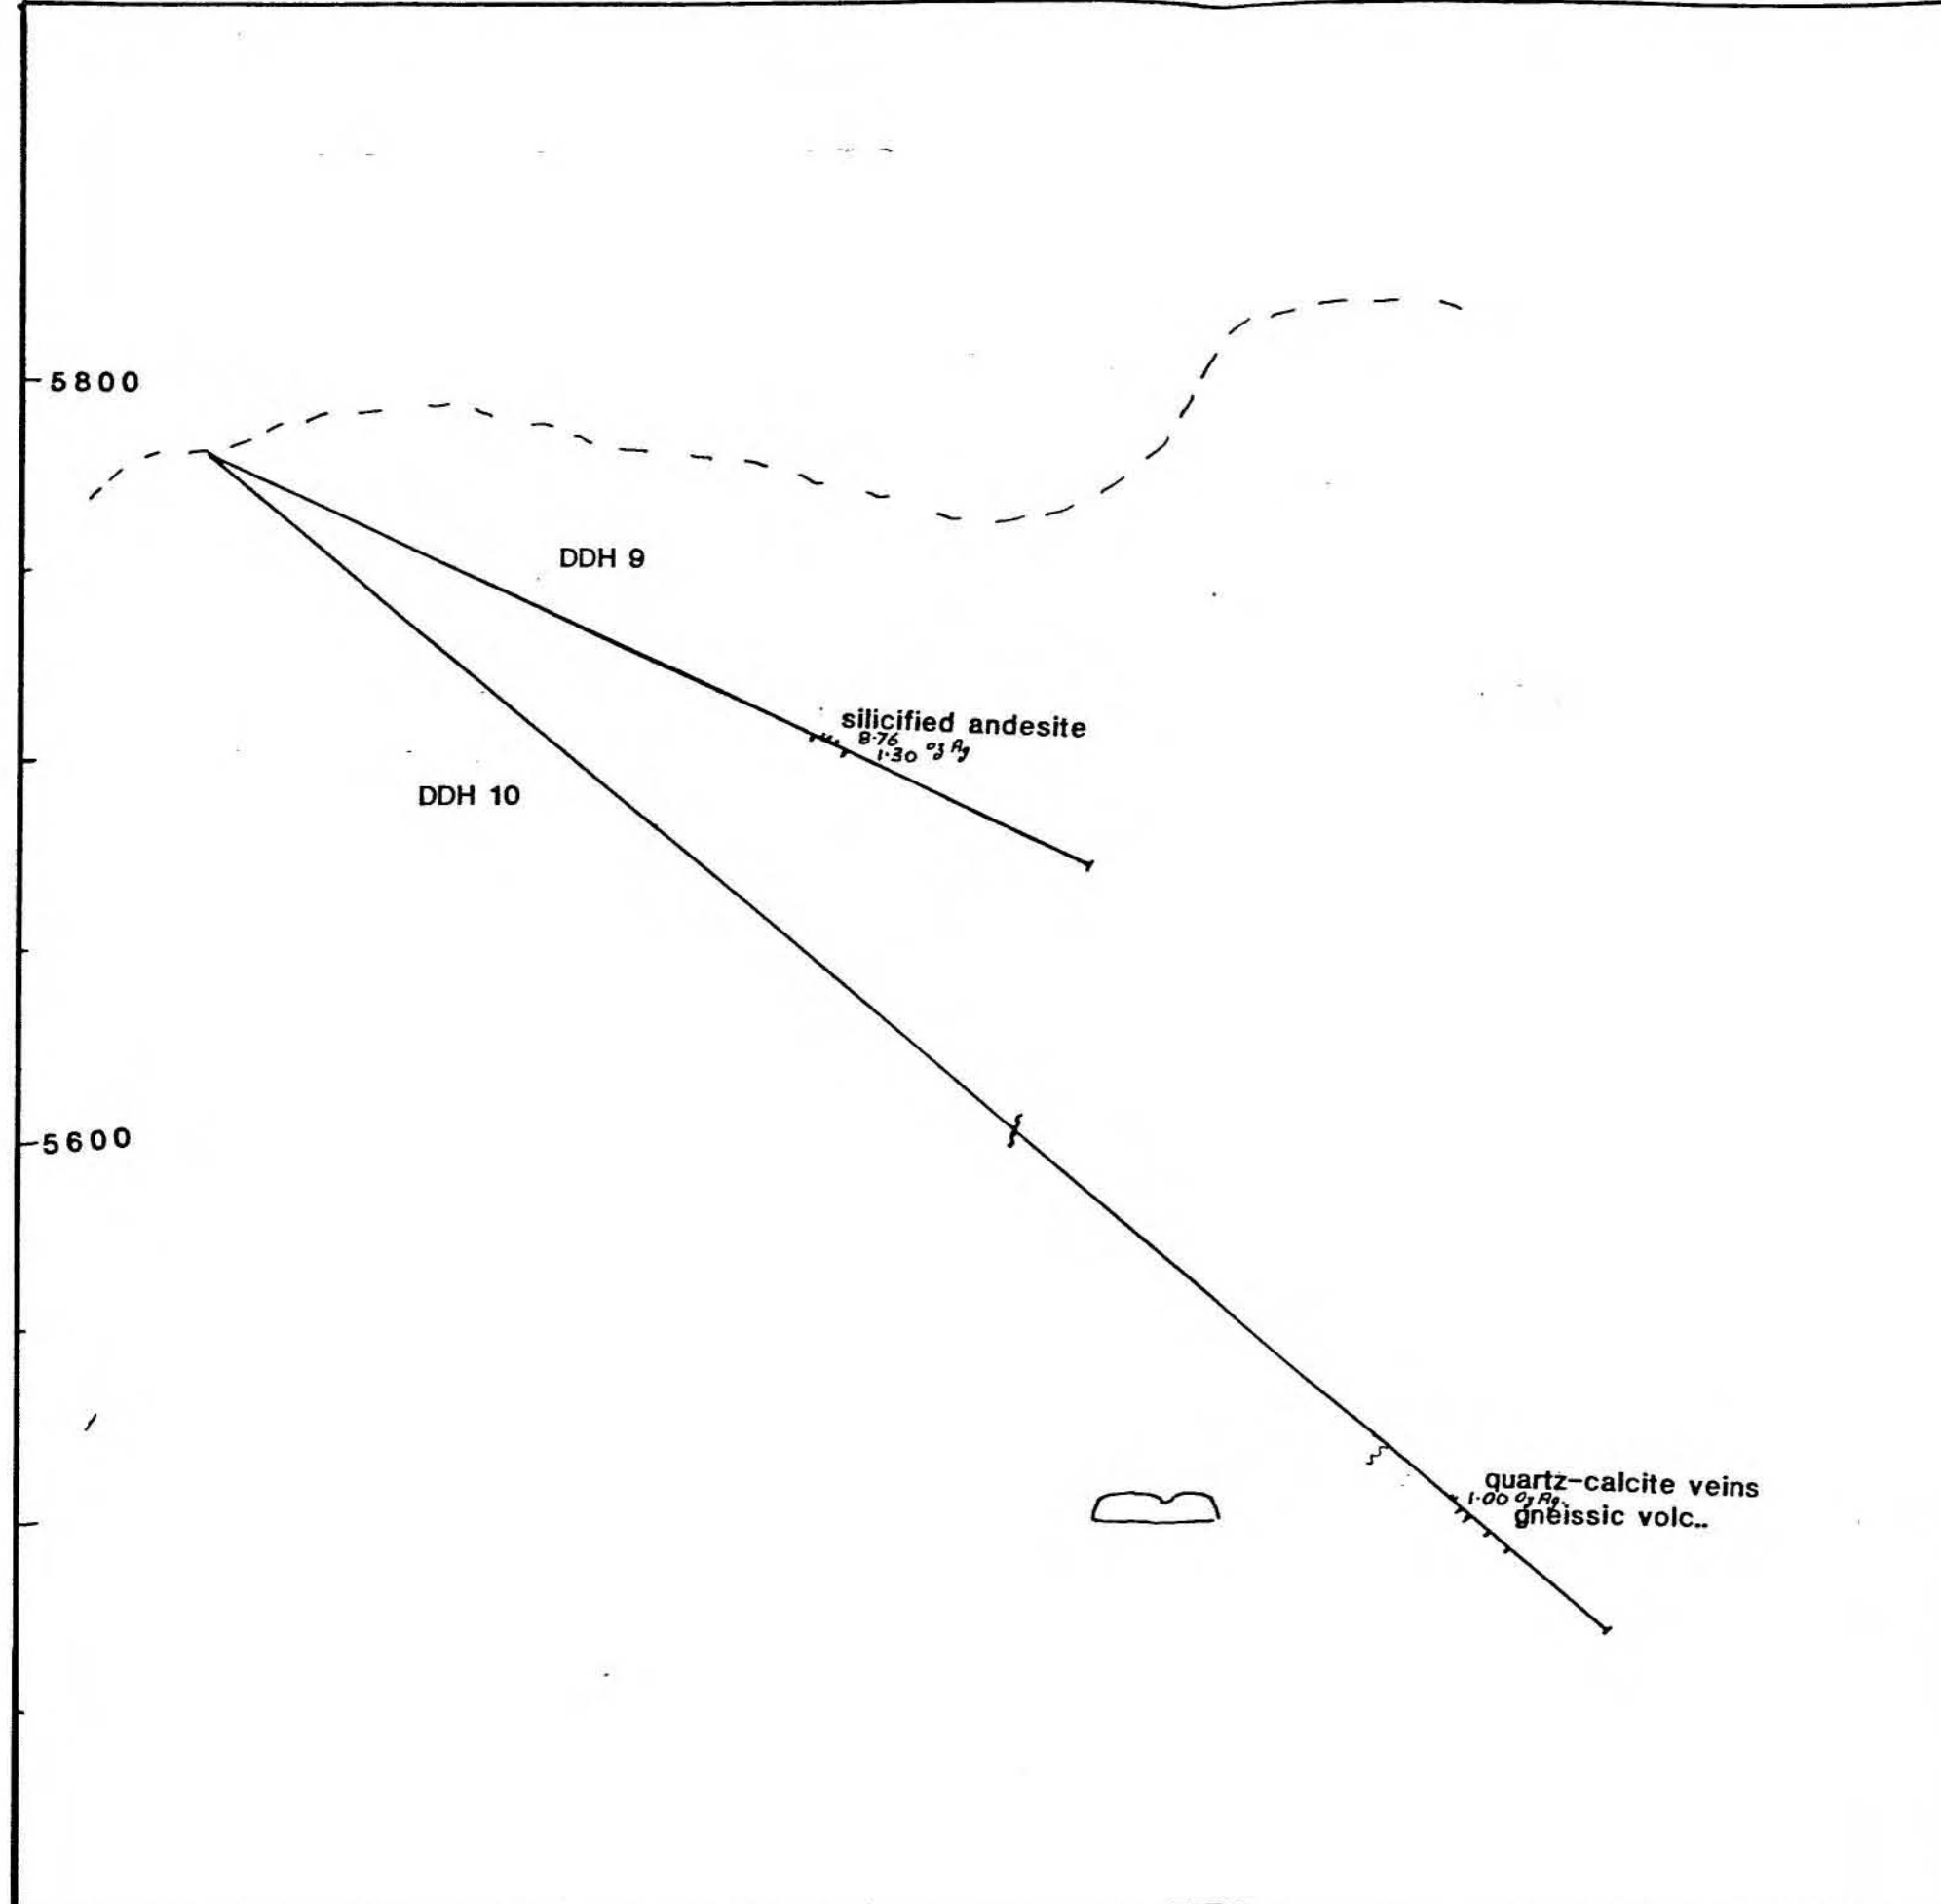 5800
DDH 9
silicified andesite
8.76
1.30 oz Ag
DDH 10
5600
quartz-calcite veins
1.00 oz Ag.
gneissic volc..